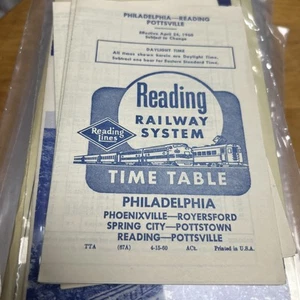 PHILADELPHIA—READING
POTTSVILLE
Effective April 24, 1960
Subject to Change
DAYLIGHT TIME
All times shown herein are Daylight Time.
Subtract one hour for Eastern Standard Time.
Reading
RAILWAY
SYSTEM
Reading
Lines
TIME TABLE
PHILADELPHIA
PHOENIXVILLE—ROYERSFORD
SPRING CITY—POTTSTOWN
READING—POTTSVILLE
TTA (67A) 4-15-60 ACt. Printed in U.S.A.